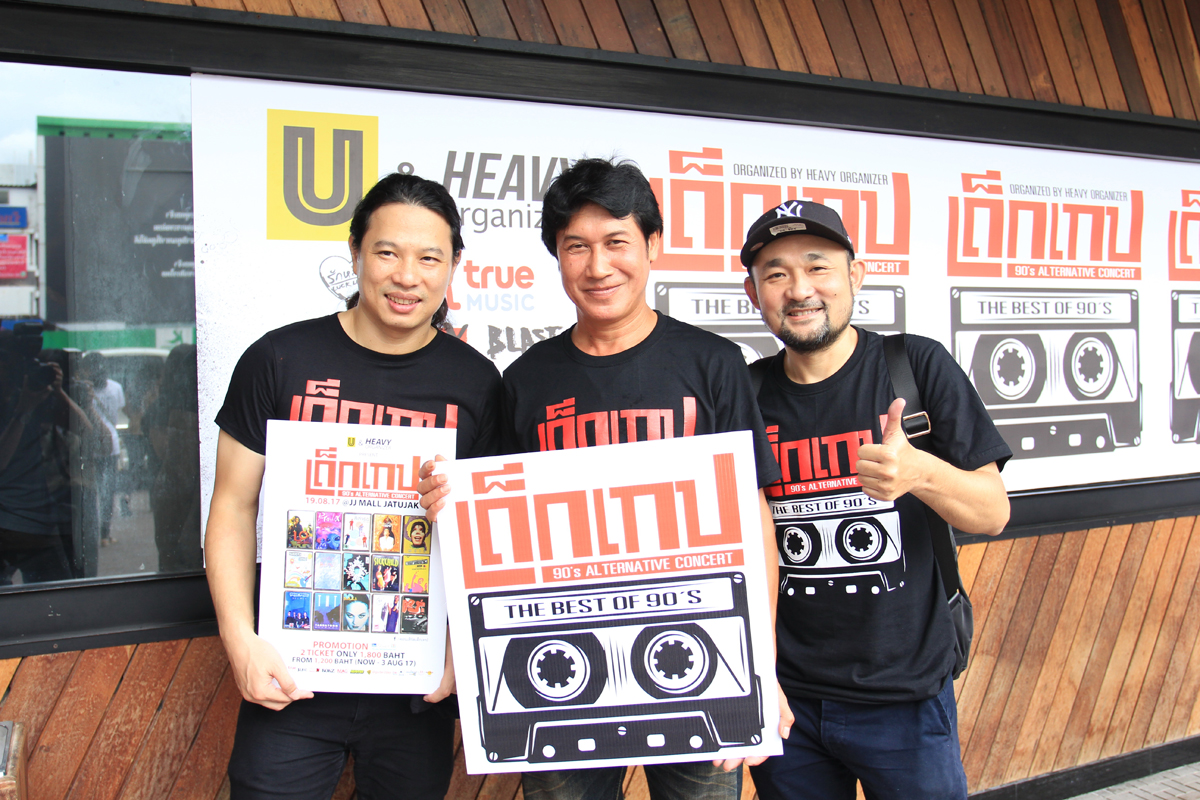 U & HEAVY
organiz
true
MUSIC
BLAST
ORGANIZED BY HEAVY ORGANIZER
เด็กเทป
CONCERT
THE BEST OF 90'S
ORGANIZED BY HEAVY ORGANIZER
เด็กเทป
90's ALTERNATIVE CONCERT
THE BEST OF 90'S
NY
เด็กเทป
เด็กเทป
เด็กเทป
90's ALTERNATIVE
THE BEST OF 90'S
U & HEAVY
เด็กเทป
90's ALTERNATIVE CONCERT
19.08.17 @JJ MALL JATUJAK
PROMOTION
2 TICKET ONLY 1,800 BAHT
FROM 1,200 BAHT (NOW - 3 AUG 17)
เด็กเทป
90's ALTERNATIVE CONCERT
THE BEST OF 90'S